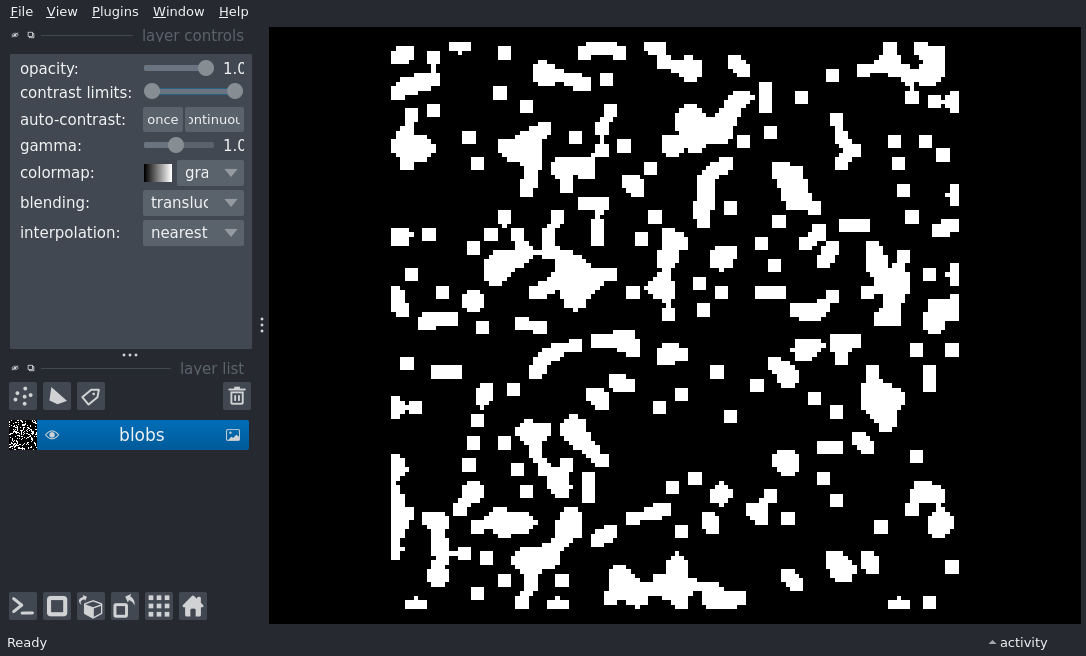 File View Plugins Window Help
layer controls
opacity: 1.0
contrast limits:
auto-contrast: once ontinuou
gamma: 1.0
colormap: gra
blending: transluc
interpolation: nearest
layer list
blobs
Ready
activity